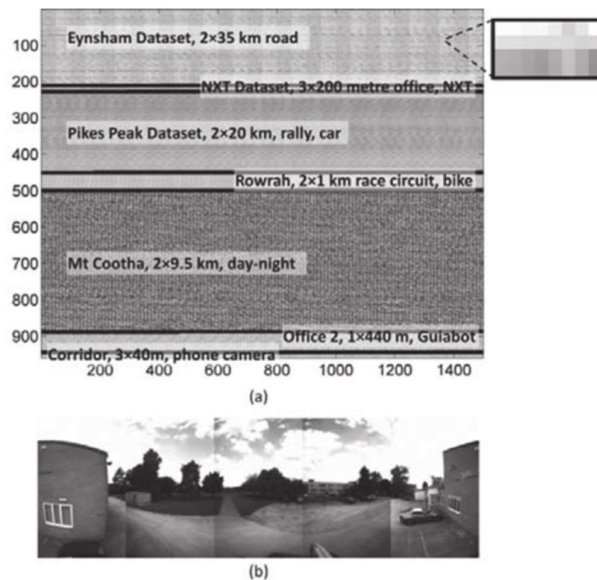 100
200
300
400
500
600
700
800
900
Eynsham Dataset, 2×35 km road
NXT Dataset, 3×200 metre office, NXT
Pikes Peak Dataset, 2×20 km, rally, car
Rowrah, 2×1 km race circuit, bike
Mt Cootha, 2×9.5 km, day-night
Office 2, 1×440 m, Guiabot
Corridor, 3×40m, phone camera
200 400 600 800 1000 1200 1400
(a)
(b)